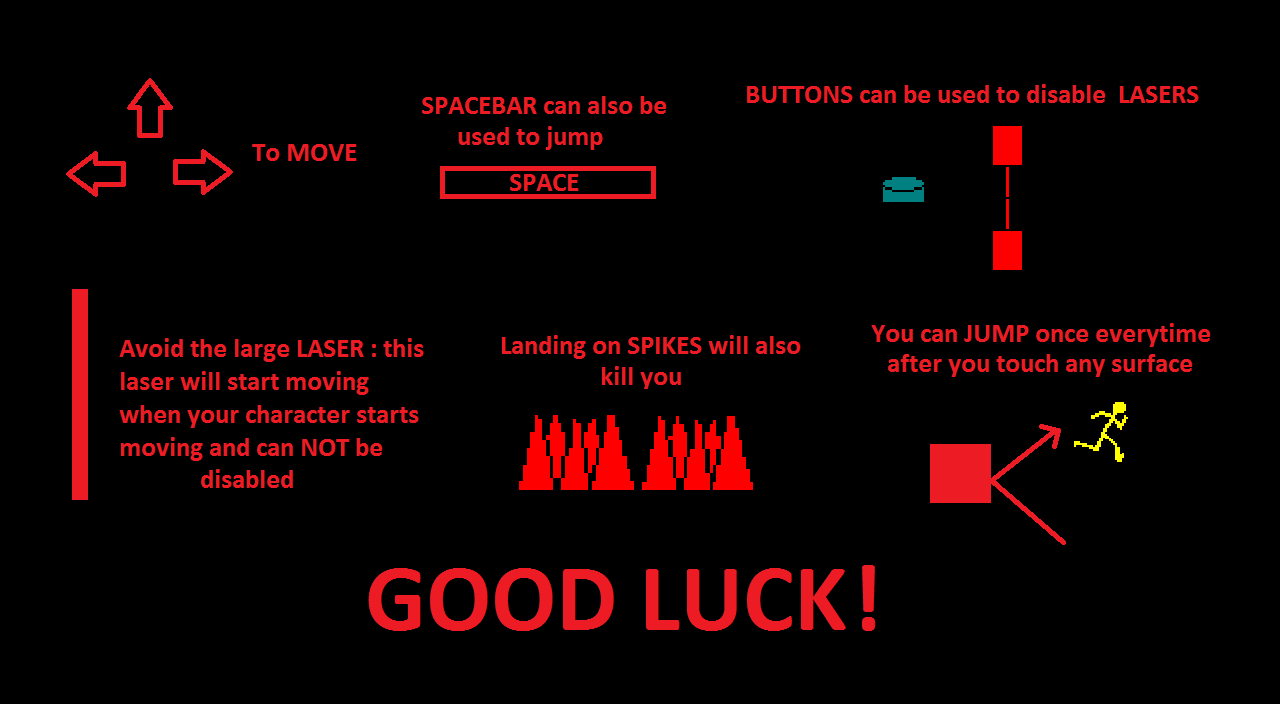 To MOVE
SPACEBAR can also be
used to jump
SPACE
BUTTONS can be used to disable  LASERS
Avoid the large LASER : this
laser will start moving
when your character starts
moving and can NOT be
disabled
Landing on SPIKES will also
kill you
You can JUMP once everytime
after you touch any surface
GOOD LUCK!